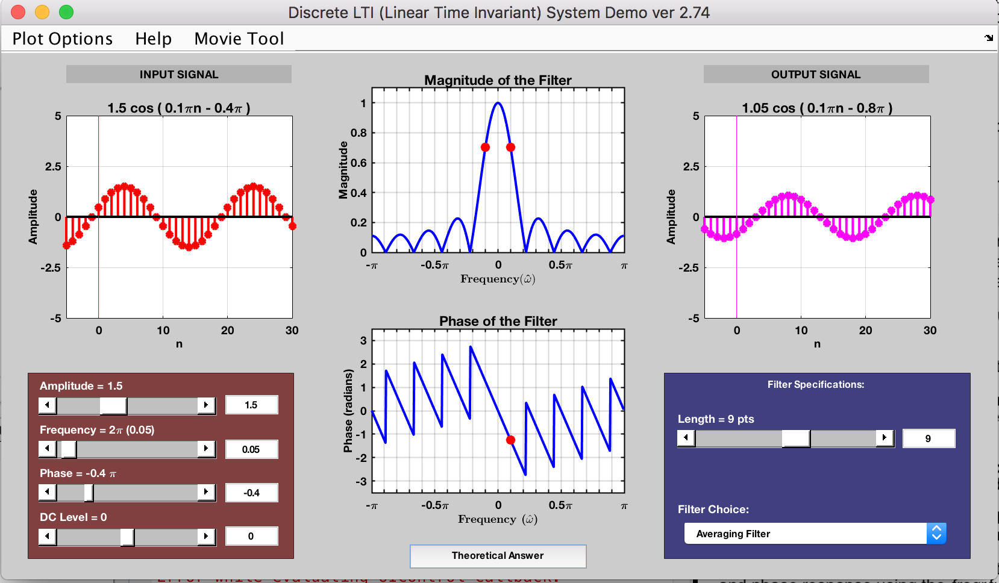 Discrete LTI (Linear Time Invariant) System Demo ver 2.74
Plot Options Help Movie Tool
INPUT SIGNAL
1.5 cos ( 0.1πn - 0.4π )
5
2.5
0
-2.5
-5
Amplitude
0 10 20 30
n
Magnitude of the Filter
1
0.8
0.6
0.4
0.2
0
Magnitude
-π -0.5π 0 0.5π π
Frequency(ω̂)
OUTPUT SIGNAL
1.05 cos ( 0.1πn - 0.8π )
5
2.5
0
-2.5
-5
Amplitude
0 10 20 30
n
Phase of the Filter
3
2
1
0
-1
-2
-3
Phase (radians)
-π -0.5π 0 0.5π π
Frequency (ω̂)
Amplitude = 1.5
1.5
Frequency = 2π (0.05)
0.05
Phase = -0.4 π
-0.4
DC Level = 0
0
Theoretical Answer
Filter Specifications:
Length = 9 pts
9
Filter Choice:
Averaging Filter